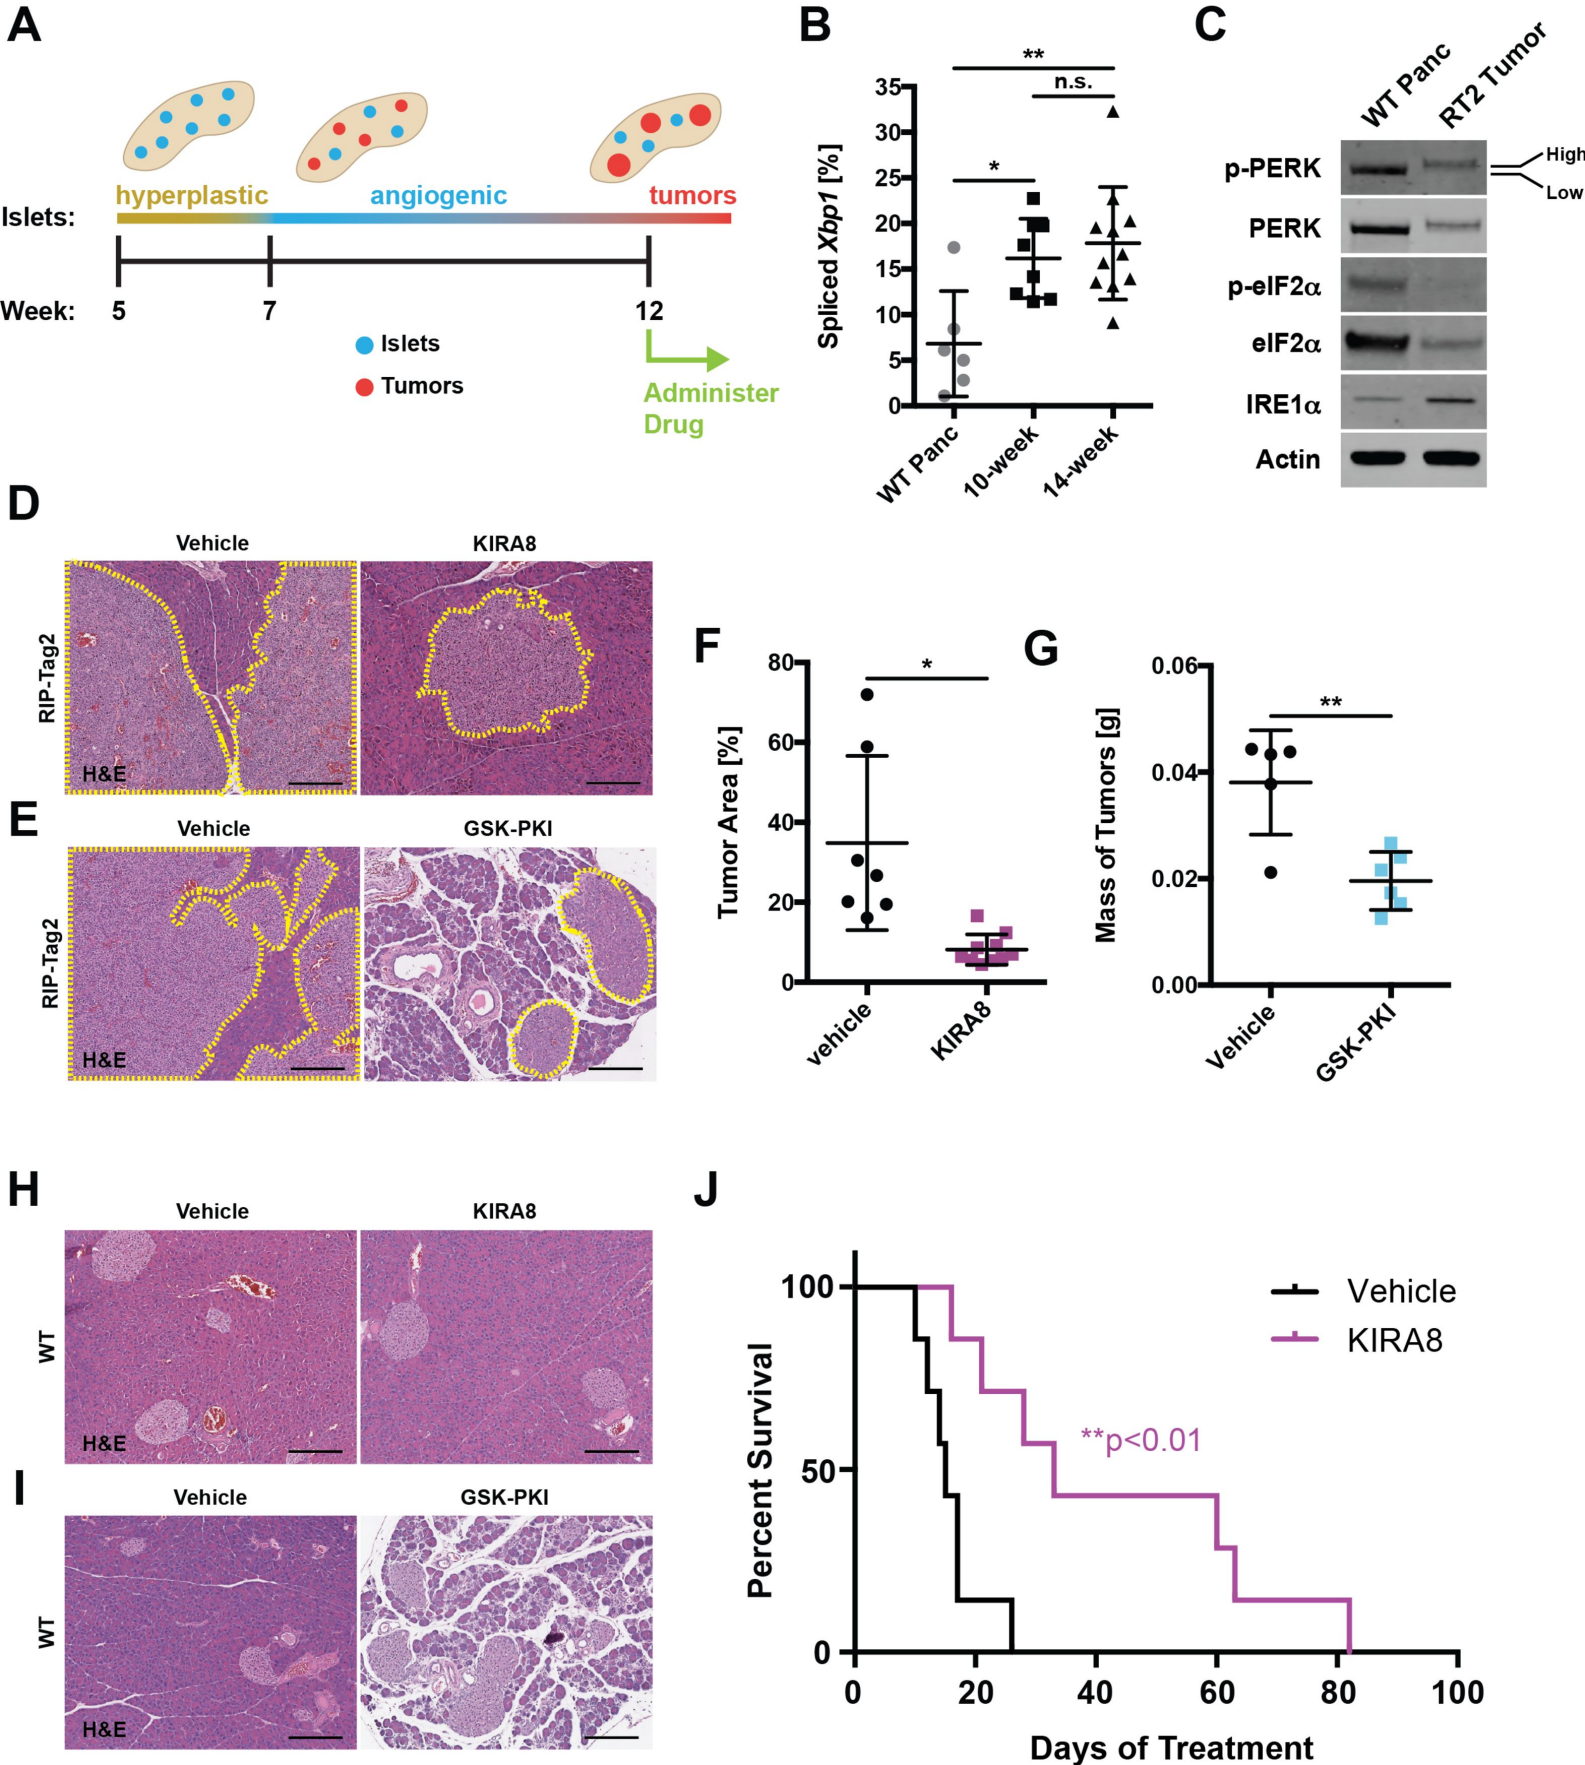 A
hyperplastic
angiogenic
tumors
Islets:
Week:
5
7
12
Islets
Tumors
Administer
Drug
B
**
n.s.
*
Spliced Xbp1 [%]
35
30
25
20
15
10
5
0
WT Panc
10-week
14-week
C
WT Panc
RT2 Tumor
p-PERK
High
Low
PERK
p-eIF2α
eIF2α
IRE1α
Actin
D
Vehicle
KIRA8
RIP-Tag2
H&E
E
Vehicle
GSK-PKI
RIP-Tag2
H&E
F
*
Tumor Area [%]
80
60
40
20
0
vehicle
KIRA8
G
**
Mass of Tumors [g]
0.06
0.04
0.02
0.00
Vehicle
GSK-PKI
H
Vehicle
KIRA8
WT
H&E
I
Vehicle
GSK-PKI
WT
H&E
J
Percent Survival
100
50
0
Vehicle
KIRA8
**p<0.01
0
20
40
60
80
100
Days of Treatment